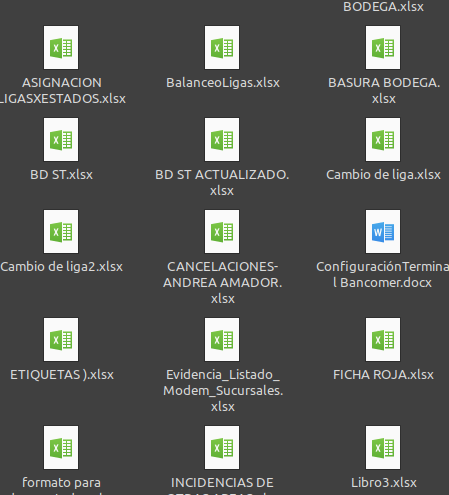 BODEGA.xlsx
ASIGNACION
LIGASXESTADOS.xlsx
BalanceoLigas.xlsx
BASURA BODEGA.
xlsx
BD ST.xlsx
BD ST ACTUALIZADO.
xlsx
Cambio de liga.xlsx
Cambio de liga2.xlsx
CANCELACIONES-
ANDREA AMADOR.
xlsx
ConfiguraciónTermina
l Bancomer.docx
ETIQUETAS ).xlsx
Evidencia_Listado_
Modem_Sucursales.
xlsx
FICHA ROJA.xlsx
formato para
INCIDENCIAS DE
Libro3.xlsx